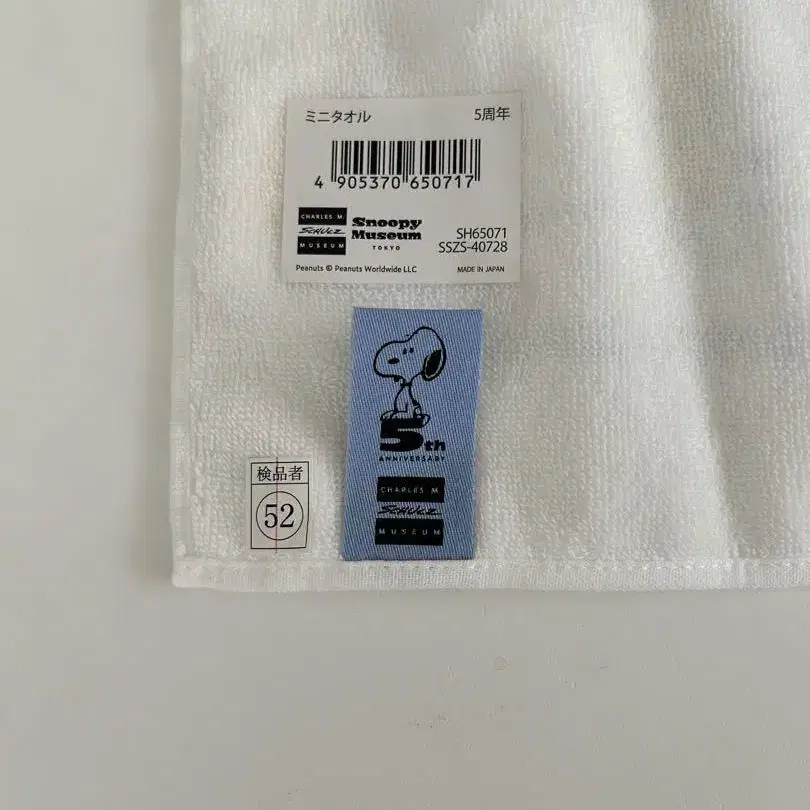 ミニタオル 5周年
4 905370 650717
CHARLES M.
SCHULZ
MUSEUM
Snoopy
Museum
TOKYO
SH65071
SSZS-40728
Peanuts © Peanuts Worldwide LLC MADE IN JAPAN
5th
ANNIVERSARY
CHARLES M.
SCHULZ
MUSEUM
検品者
52